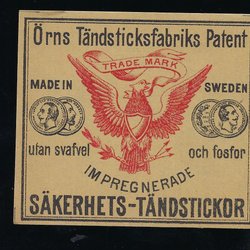 Örns Tändsticksfabriks Patent
TRADE MARK
MADE IN SWEDEN
utan svafvel och fosfor
IMPREGNERADE
SÄKERHETS-TÄNDSTICKOR